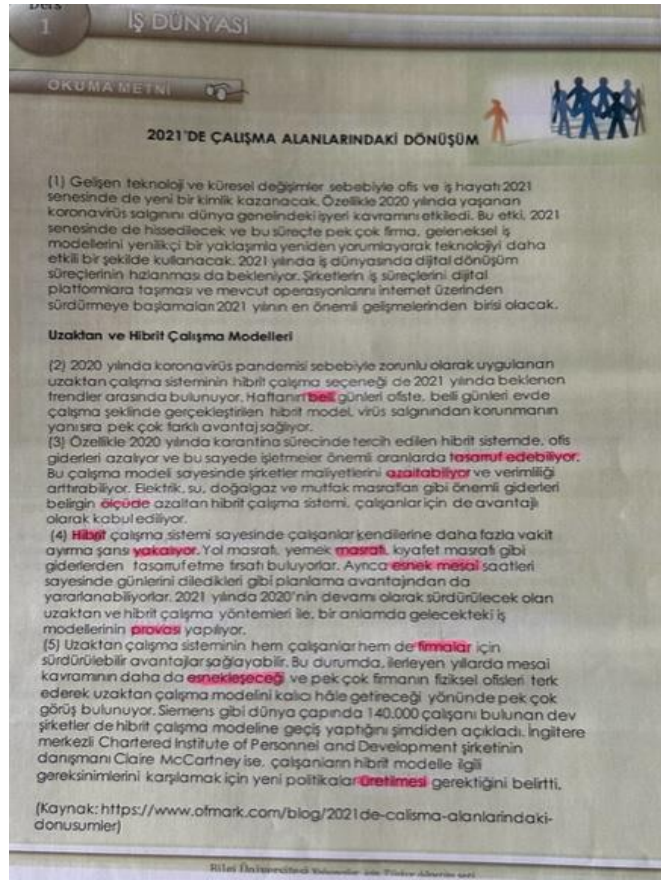 Ders
1
İŞ DÜNYASI
OKUMA METNİ
2021'DE ÇALIŞMA ALANLARINDAKİ DÖNÜŞÜM
(1) Gelişen teknoloji ve küresel değişimler sebebiyle ofis ve iş hayatı 2021
senesinde de yeni bir kimlik kazanacak. Özellikle 2020 yılında yaşanan
koronavirüs salgınını dünya genelindeki işyeri kavramını etkiledi. Bu etki, 2021
senesinde de hissedilecek ve bu süreçte pek çok firma, geleneksel iş
modellerini yenilikçi bir yaklaşımla yeniden yorumlayarak teknolojiyi daha
etkili bir şekilde kullanacak. 2021 yılında iş dünyasında dijital dönüşüm
süreçlerinin hızlanması da bekleniyor. Şirketlerin iş süreçlerini dijital
platformlara taşıması ve mevcut operasyonlarını internet üzerinden
sürdürmeye başlamaları 2021 yılının en önemli gelişmelerinden birisi olacak.
Uzaktan ve Hibrit Çalışma Modelleri
(2) 2020 yılında koronavirüs pandemisi sebebiyle zorunlu olarak uygulanan
uzaktan çalışma sisteminin hibrit çalışma seçeneği de 2021 yılında beklenen
trendler arasında bulunuyor. Haftanın belli günleri ofiste, belli günleri evde
çalışma şeklinde gerçekleştirilen hibrit model, virüs salgınından korunmanın
yanı sıra pek çok farklı avantaj sağlıyor.
(3) Özellikle 2020 yılında karantina sürecinde tercih edilen hibrit sistemde, ofis
giderleri azalıyor ve bu sayede işletmeler önemli oranlarda tasarruf edebiliyor.
Bu çalışma modeli sayesinde şirketler maliyetlerini azaltabiliyor ve verimliliği
arttırabiliyor. Elektrik, su, doğalgaz ve mutfak masrafları gibi önemli giderleri
belirgin ölçüde azaltan hibrit çalışma sistemi, çalışanlar için de avantajlı
olarak kabul ediliyor.
(4) Hibrit çalışma sistemi sayesinde çalışanlar kendilerine daha fazla vakit
ayırma şansı yakalıyor. Yol masrafı, yemek masrafı, kıyafet masrafı gibi
giderlerden tasarruf etme fırsatı buluyorlar. Ayrıca esnek mesai saatleri
sayesinde günlerini diledikleri gibi planlama avantajından da
yararlanabiliyorlar. 2021 yılında 2020'nin devamı olarak sürdürülecek olan
uzaktan ve hibrit çalışma yöntemleri ile, bir anlamda gelecekteki iş
modellerinin provası yapılıyor.
(5) Uzaktan çalışma sisteminin hem çalışanlar hem de firmalar için
sürdürülebilir avantajlar sağlayabilir. Bu durumda, ilerleyen yıllarda mesai
kavramının daha da esnekleşeceği ve pek çok firmanın fiziksel ofisleri terk
ederek uzaktan çalışma modelini kalıcı hâle getireceği yönünde pek çok
görüş bulunuyor. Siemens gibi dünya çapında 140.000 çalışanı bulunan dev
şirketler de hibrit çalışma modeline geçiş yaptığını şimdiden açıkladı. İngiltere
merkezli Chartered Institute of Personnel and Development şirketinin
danışmanı Claire McCartney ise, çalışanların hibrit modelle ilgili
gereksinimlerini karşılamak için yeni politikalar üretilmesi gerektiğini belirtti.
(Kaynak: https://www.ofmark.com/blog/2021de-calisma-alanlarindaki-
donusumler)